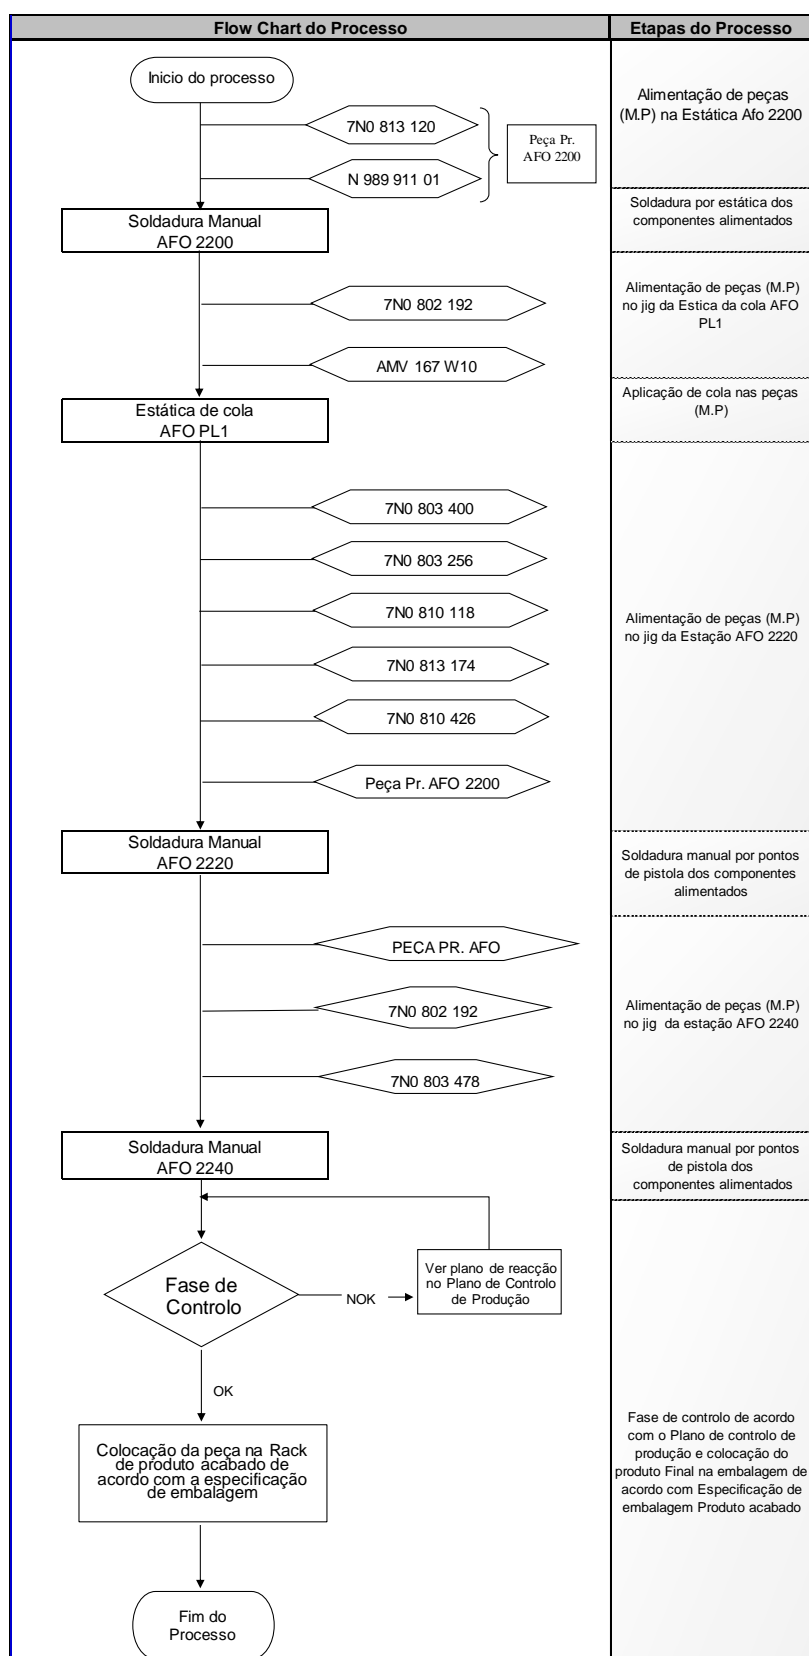 Flow Chart do Processo
Etapas do Processo
Inicio do processo
7N0 813 120
N 989 911 01
Peça Pr.
AFO 2200
Alimentação de peças
(M.P) na Estática Afo 2200
Soldadura Manual
AFO 2200
Soldadura por estática dos
componentes alimentados
7N0 802 192
AMV 167 W10
Alimentação de peças (M.P)
no jig da Estica da cola AFO
PL1
Estática de cola
AFO PL1
Aplicação de cola nas peças
(M.P)
7N0 803 400
7N0 803 256
7N0 810 118
7N0 813 174
7N0 810 426
Peça Pr. AFO 2200
Alimentação de peças (M.P)
no jig da Estação AFO 2220
Soldadura Manual
AFO 2220
Soldadura manual por pontos
de pistola dos componentes
alimentados
PECA PR. AFO
7N0 802 192
7N0 803 478
Alimentação de peças (M.P)
no jig da estação AFO 2240
Soldadura Manual
AFO 2240
Soldadura manual por pontos
de pistola dos
componentes alimentados
Fase de
Controlo
NOK
Ver plano de reacção
no Plano de Controlo
de Produção
OK
Colocação da peça na Rack
de produto acabado de
acordo com a especificação
de embalagem
Fase de controlo de acordo
com o Plano de controlo de
produção e colocação do
produto Final na embalagem de
acordo com Especificação de
embalagem Produto acabado
Fim do
Processo